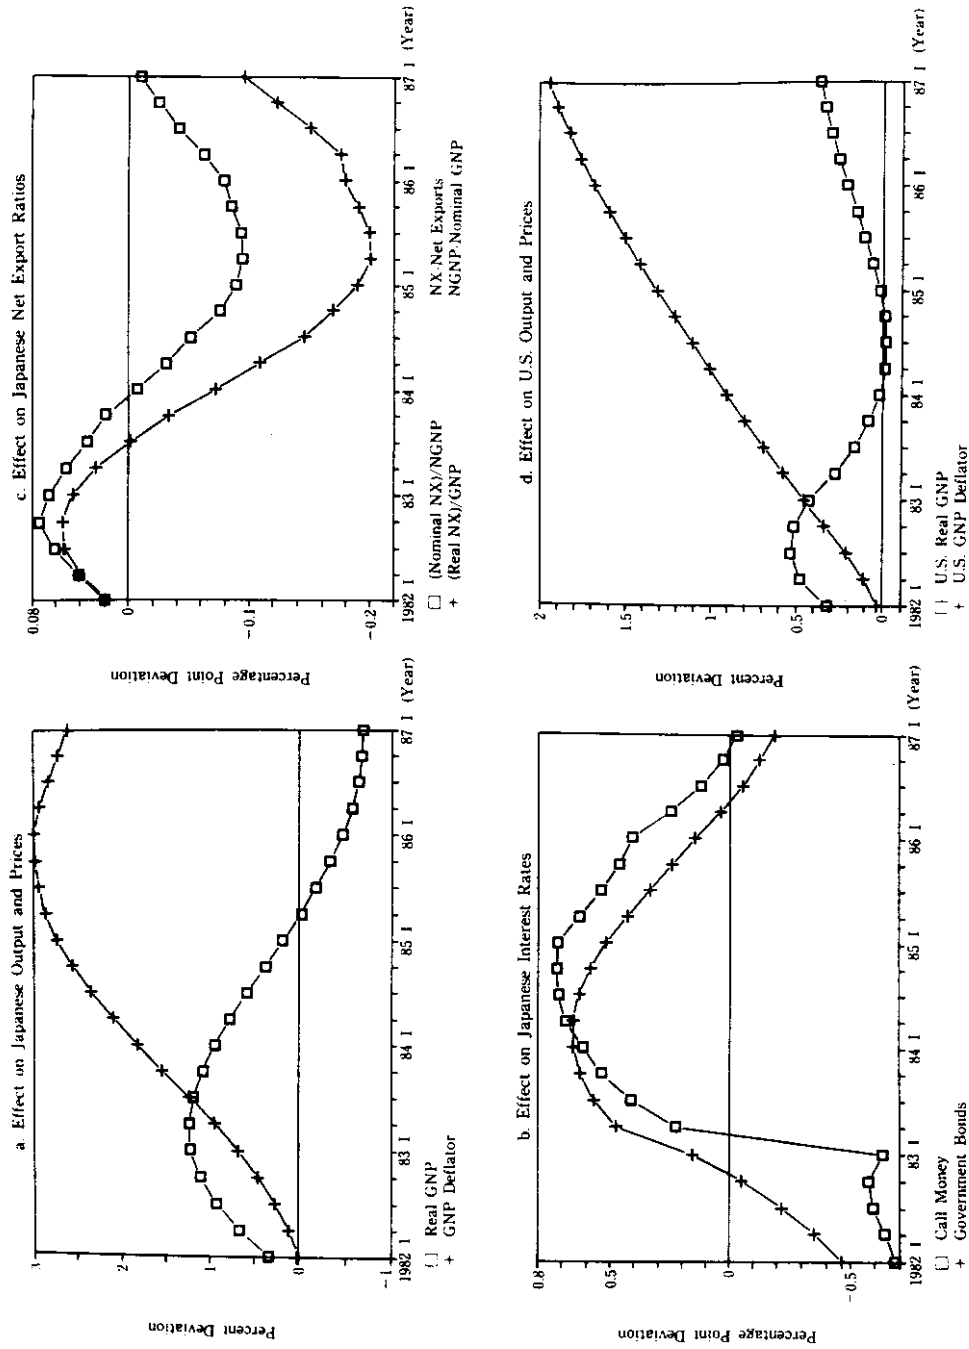 a. Effect on Japanese Output and Prices
Percent Deviation
3
2
1
0
-1
1982 I 83 I 84 I 85 I 86 I 87 I (Year)
Real GNP
+ GNP Deflator
b. Effect on Japanese Interest Rates
Percentage Point Deviation
0.8
0.5
0
-0.5
1982 I 83 I 84 I 85 I 86 I 87 I (Year)
□ Call Money
+ Government Bonds
c. Effect on Japanese Net Export Ratios
Percentage Point Deviation
0.08
0
-0.1
-0.2
1982 I 83 I 84 I 85 I 86 I 87 I (Year)
□ (Nominal NX)/NGNP
+ (Real NX)/GNP
NX-Net Exports
NGNP-Nominal GNP
d. Effect on U.S. Output and Prices
Percent Deviation
2
1.5
1
0.5
0
1982 I 83 I 84 I 85 I 86 I 87 I (Year)
U.S. Real GNP
+ U.S. GNP Deflator